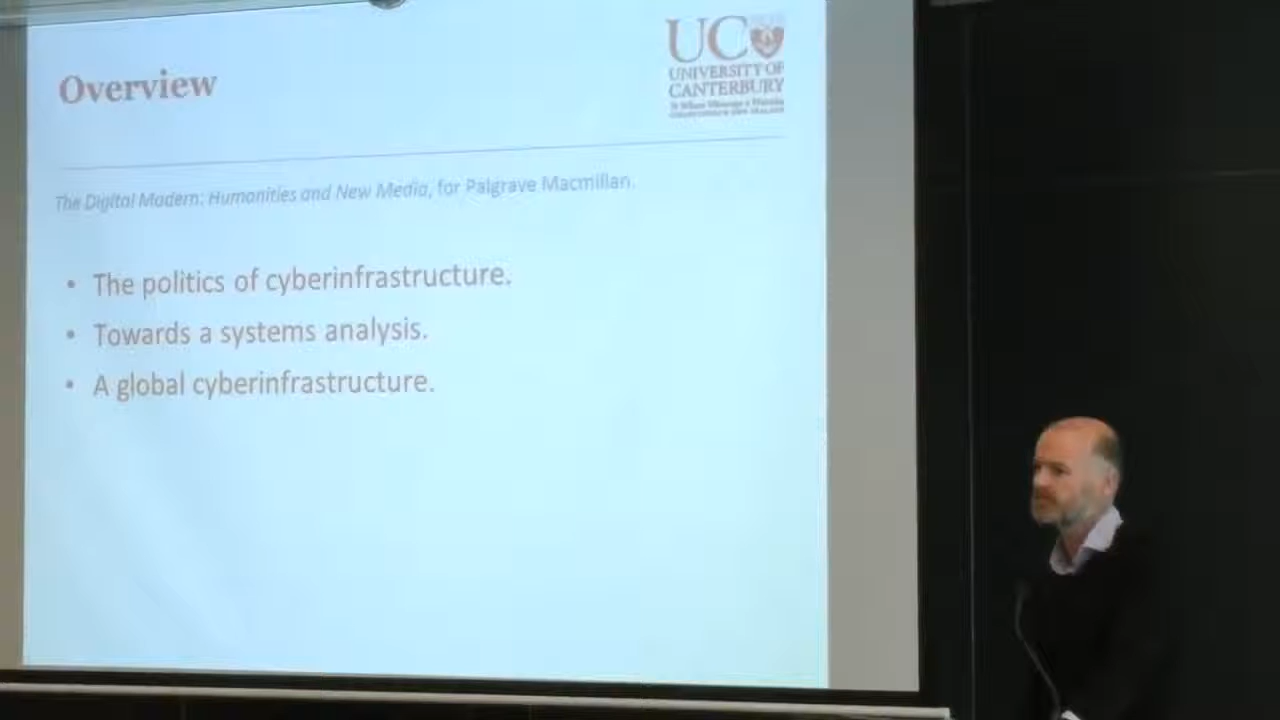 Overview
UC
UNIVERSITY OF
CANTERBURY
The Digital Modern: Humanities and New Media, for Palgrave Macmillan.
• The politics of cyberinfrastructure.
• Towards a systems analysis.
• A global cyberinfrastructure.